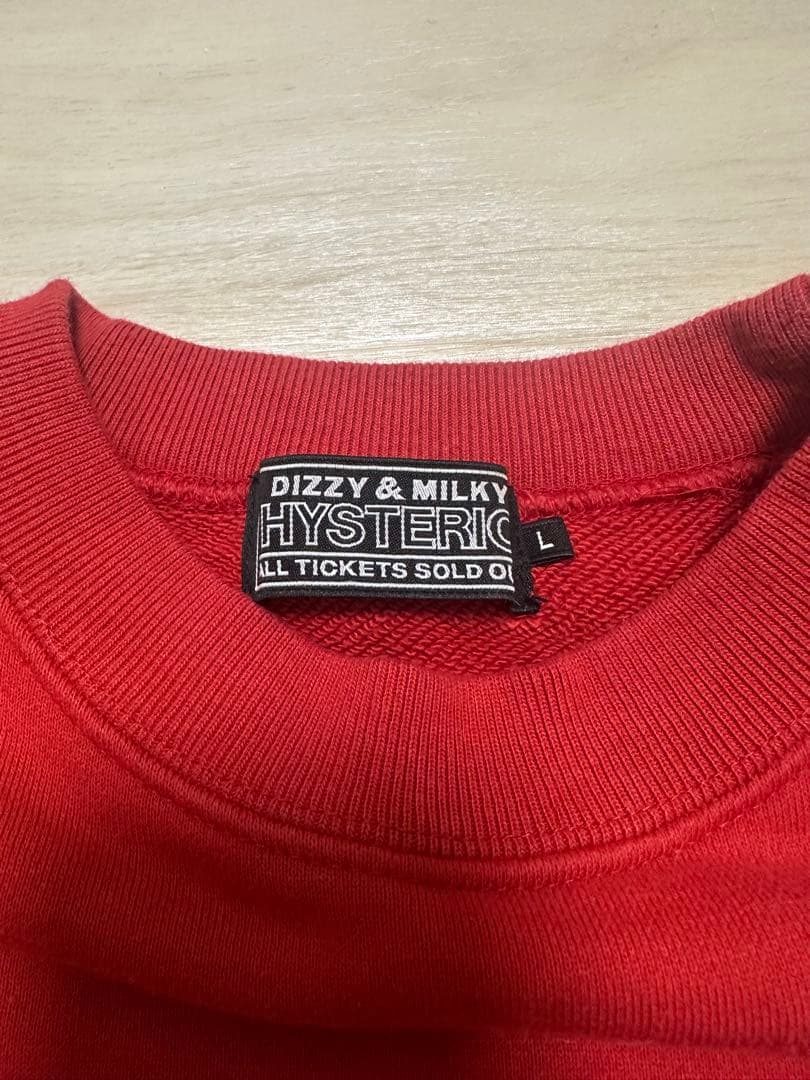 DIZZY & MILKY
HYSTERIC
ALL TICKETS SOLD
L